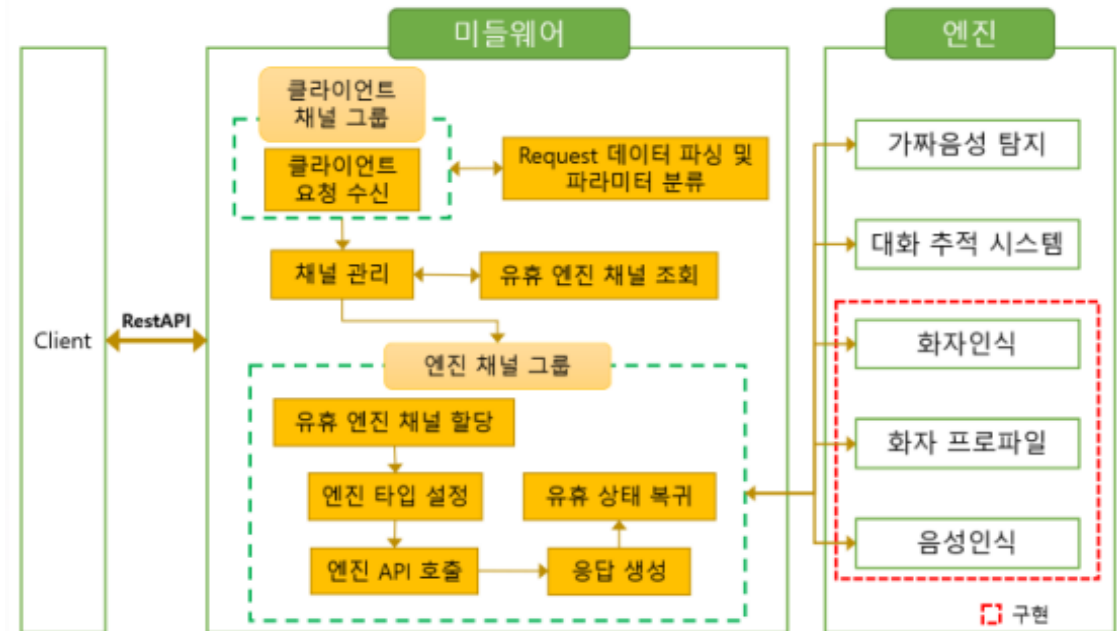 미들웨어
엔진
클라이언트
채널 그룹
클라이언트
요청 수신
Request 데이터 파싱 및
파라미터 분류
채널 관리
유휴 엔진 채널 조회
Client
RestAPI
엔진 채널 그룹
유휴 엔진 채널 할당
엔진 타입 설정
유휴 상태 복귀
엔진 API 호출
응답 생성
가짜음성 탐지
대화 추적 시스템
화자인식
화자 프로파일
음성인식
구현